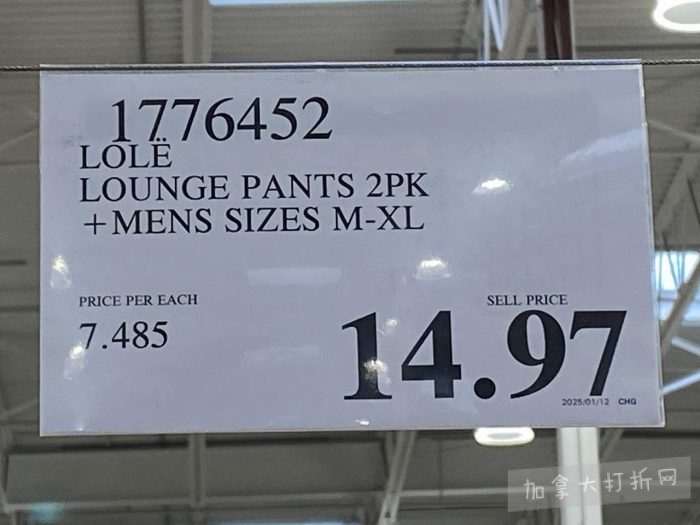 1776452
LOLË
LOUNGE PANTS 2PK
+MENS SIZES M-XL
PRICE PER EACH
7.485
SELL PRICE
14.97
2025/01/12 CHG
加拿大打折网